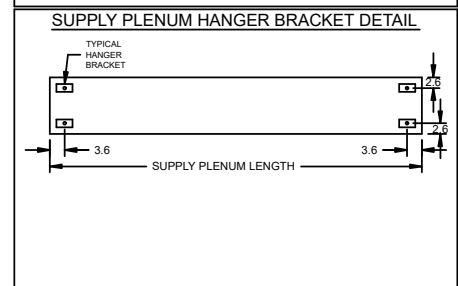 SUPPLY PLENUM HANGER BRACKET DETAIL
TYPICAL
HANGER
BRACKET
2.6
2.6
3.6
3.6
SUPPLY PLENUM LENGTH